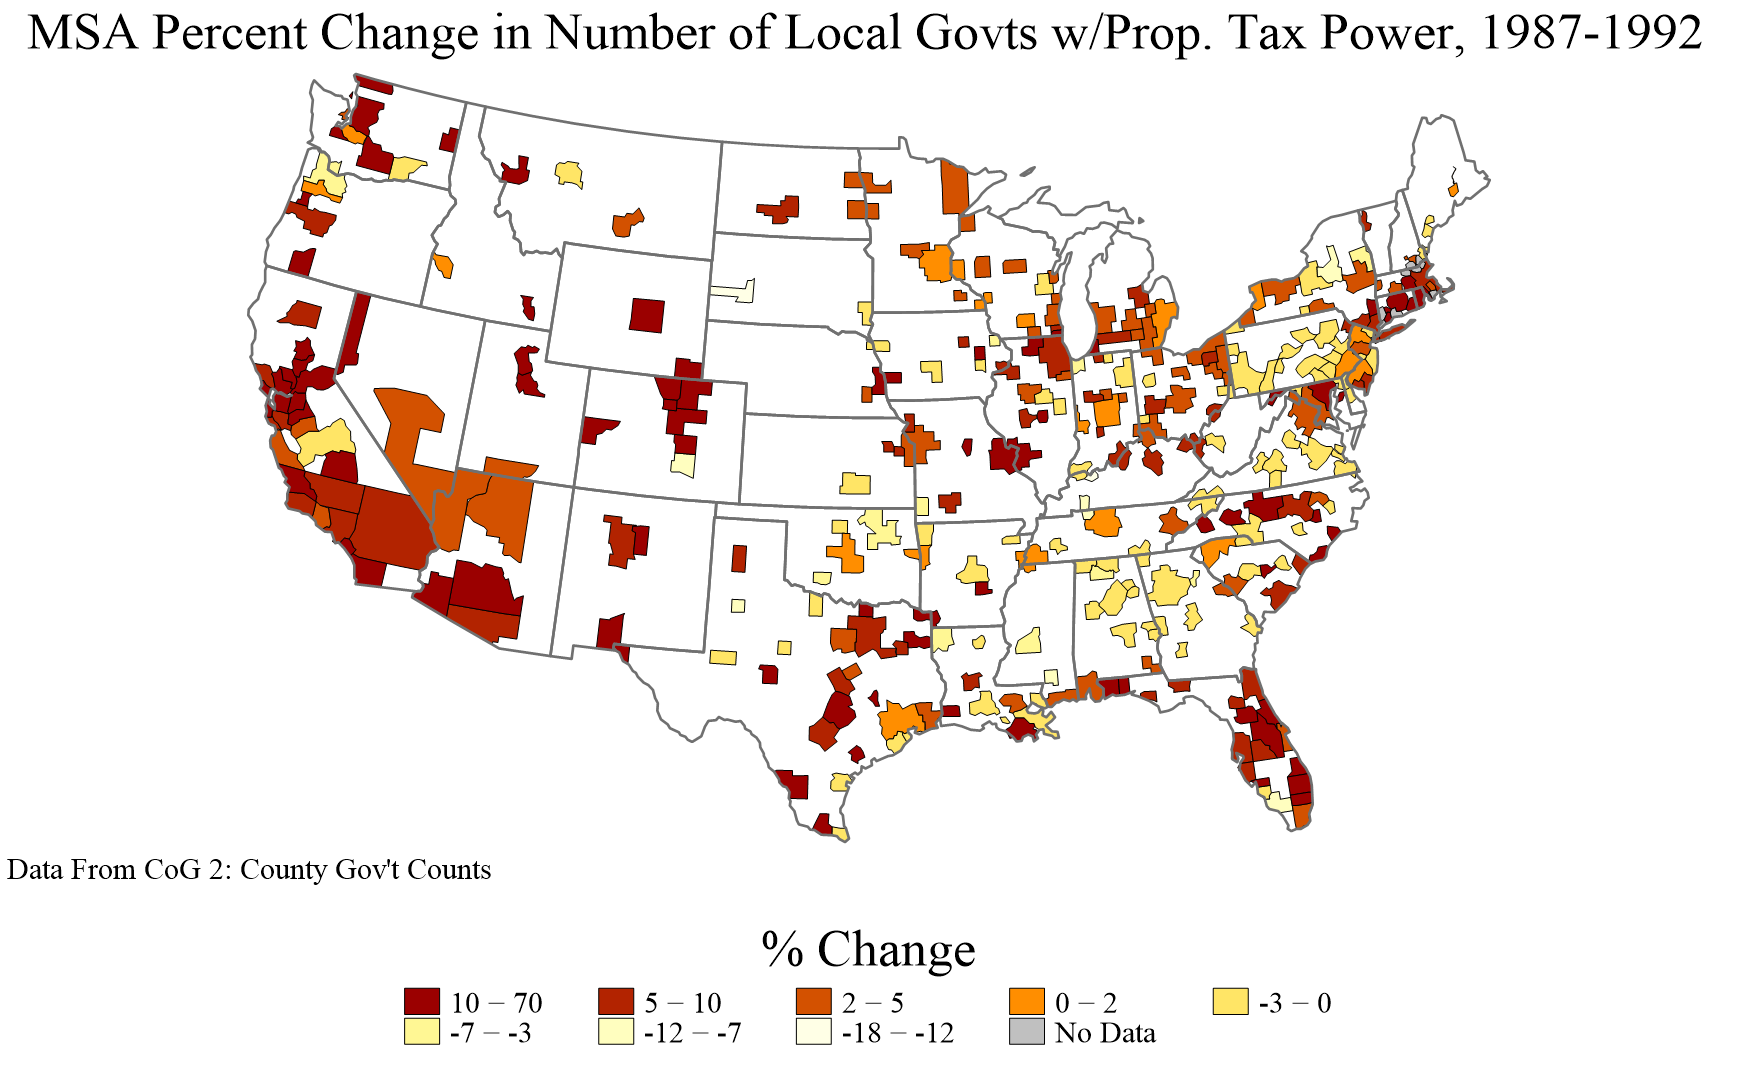 MSA Percent Change in Number of Local Govts w/Prop. Tax Power, 1987-1992
Data From CoG 2: County Gov't Counts
% Change
10 – 70 5 – 10 2 – 5 0 – 2 -3 – 0
-7 – -3 -12 – -7 -18 – -12 No Data